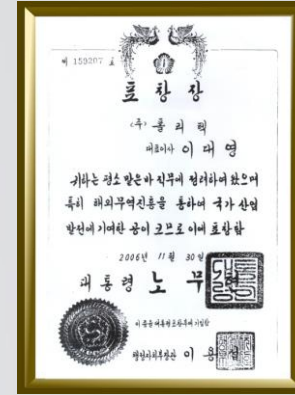 제 159207 호
표창장
(주) 폴리텍
대표이사 이대영
귀하는 평소 맡은바 직무에 정려하여 왔으며
특히 해외무역진흥을 통하여 국가 산업
발전에 기여한 공이 크므로 이에 표창함
2006년 11월 30일
대통령 노무현
이 증을 대통령표창부에 기입함
행정자치부장관 이용섭